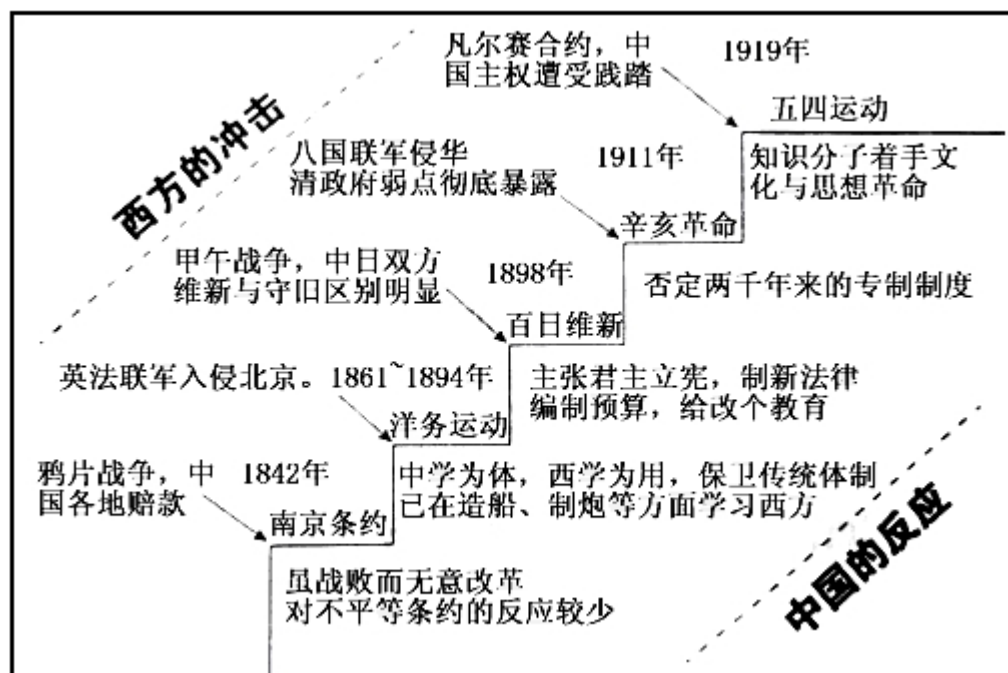 凡尔赛合约，中
国主权遭受践踏
1919年
五四运动
知识分子着手文
化与思想革命
西方的冲击
八国联军侵华
清政府弱点彻底暴露
1911年
辛亥革命
否定两千年来的专制制度
甲午战争，中日双方
维新与守旧区别明显
1898年
百日维新
主张君主立宪，制新法律
编制预算，给改个教育
英法联军入侵北京。1861~1894年
洋务运动
中学为体，西学为用，保卫传统体制
已在造船、制炮等方面学习西方
鸦片战争，中
国各地赔款
1842年
南京条约
虽战败而无意改革
对不平等条约的反应较少
中国的反应